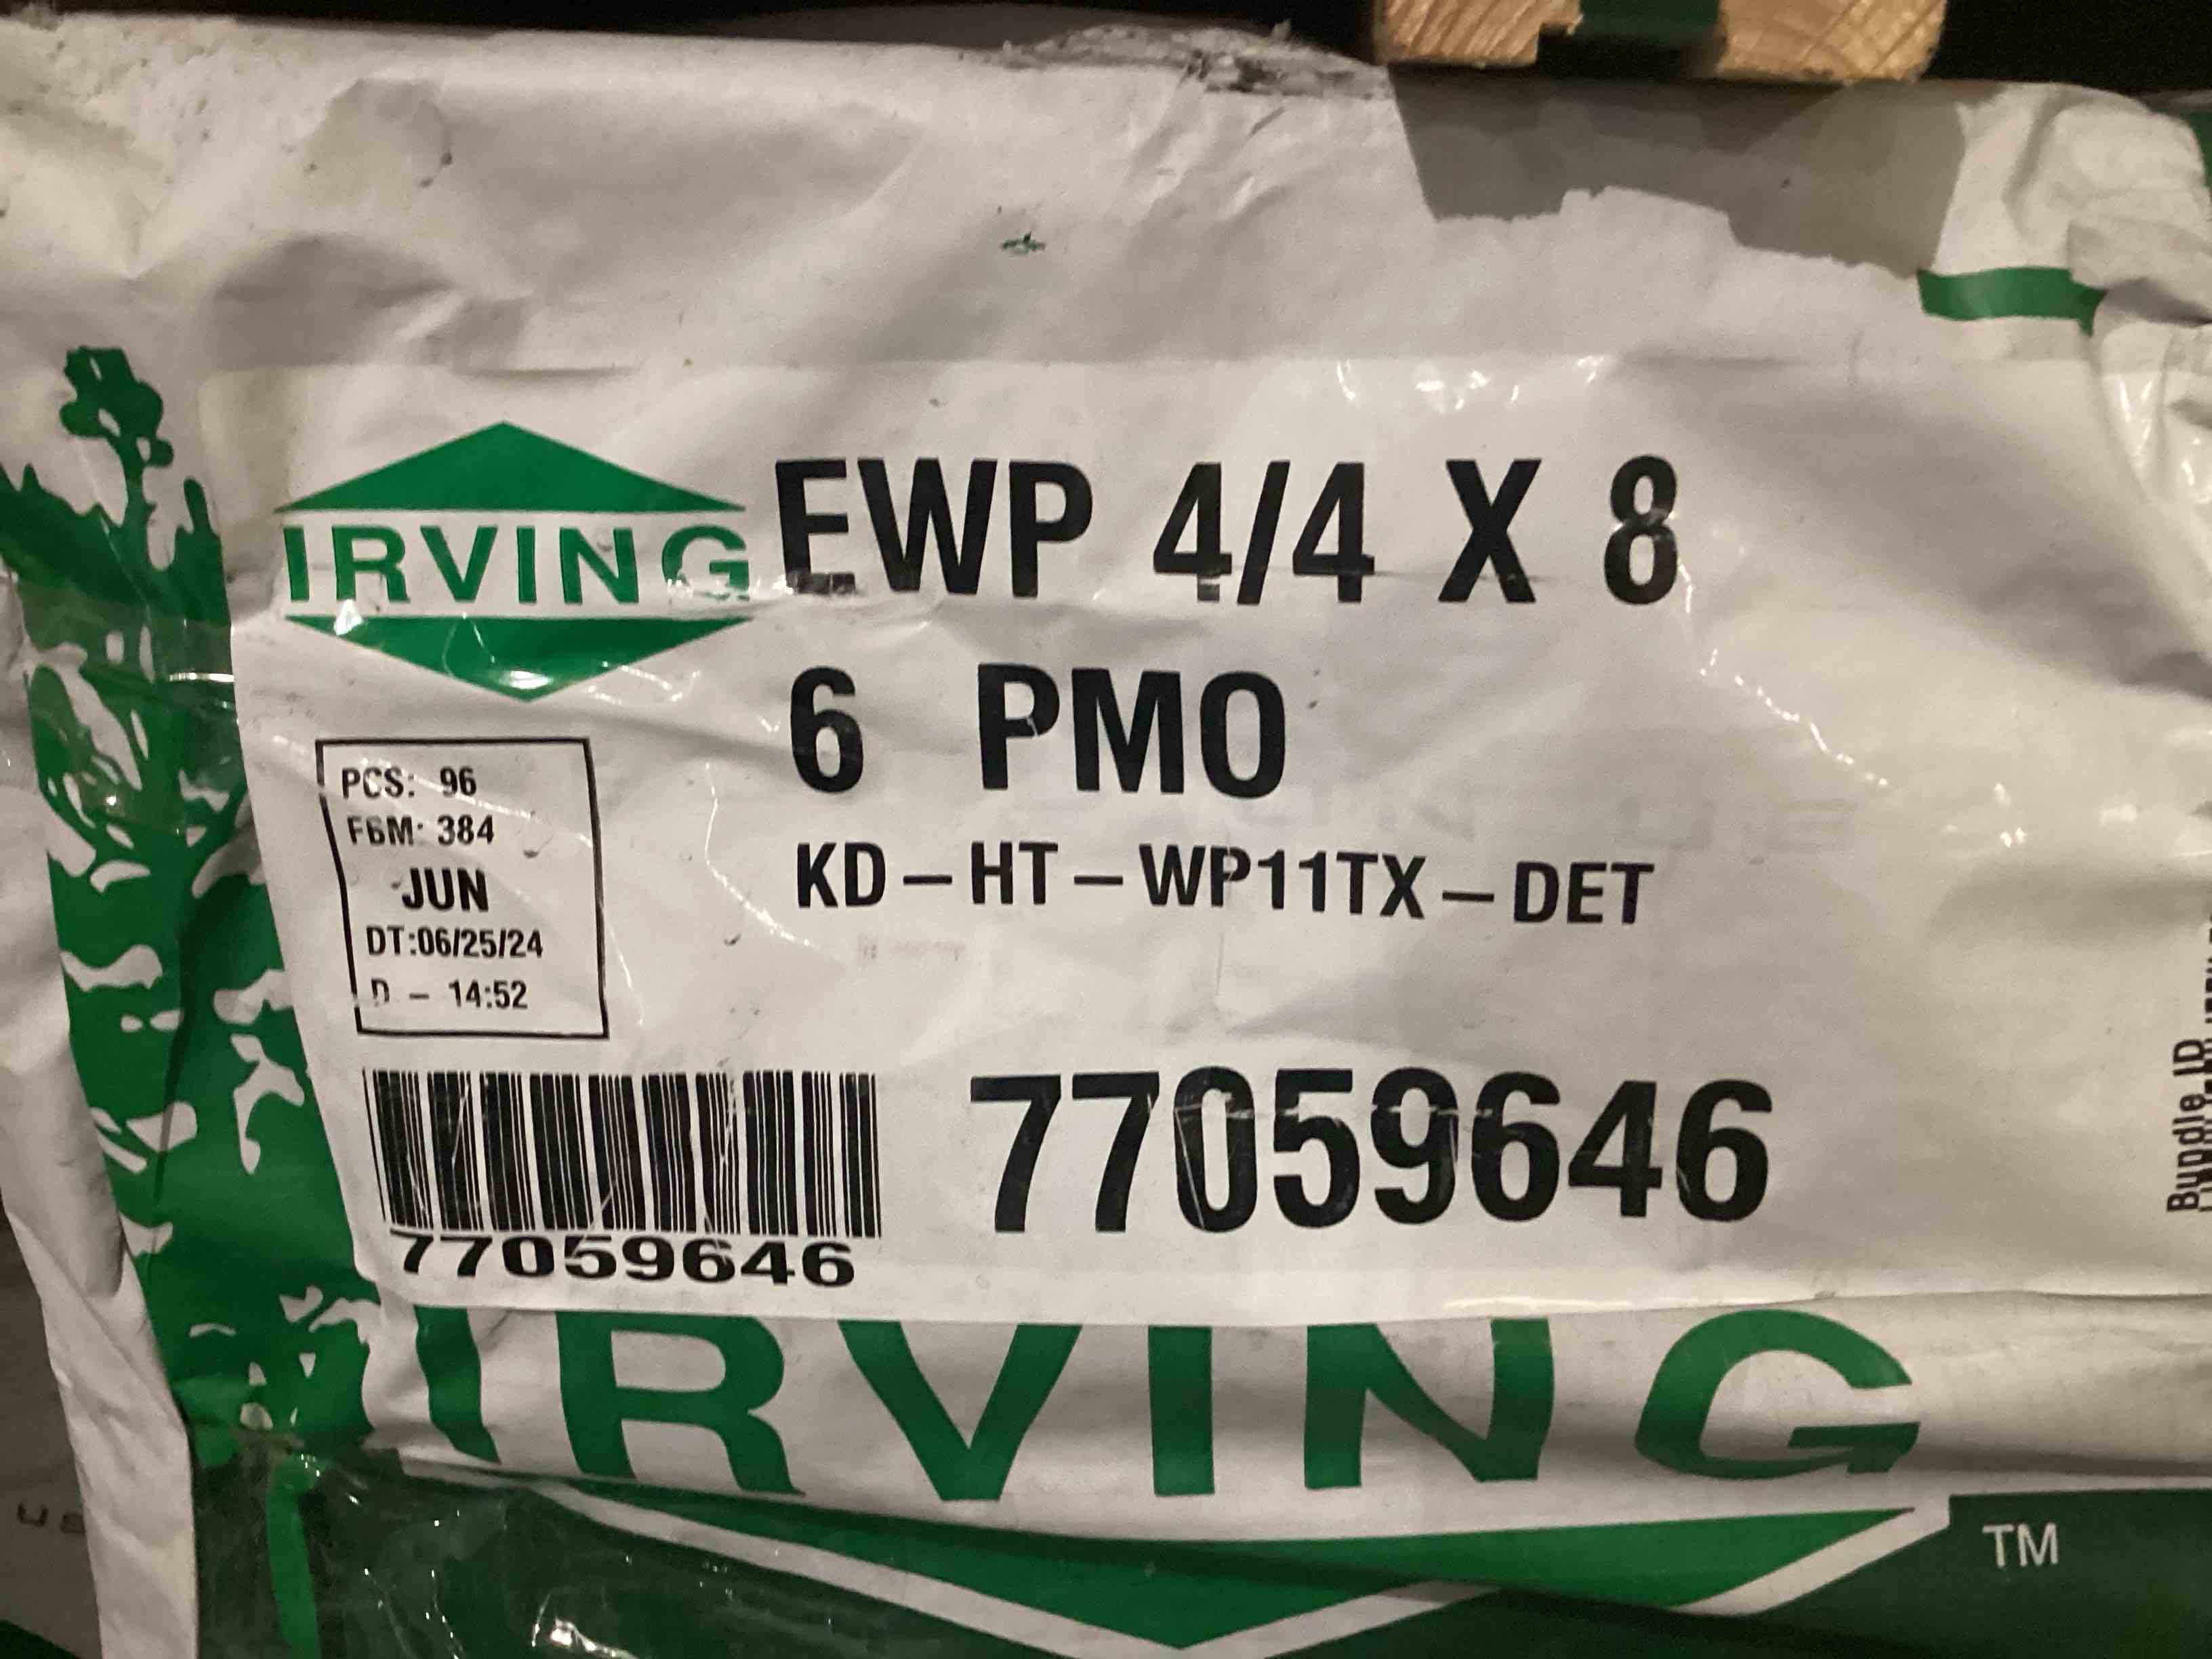 IRVING
EWP 4/4 X 8
6 PMO
KD-HT-WP11TX-DET
PCS: 96
FBM: 384
JUN
DT:06/25/24
D - 14:52
77059646
77059646
Bundle ID
IRVING
TM